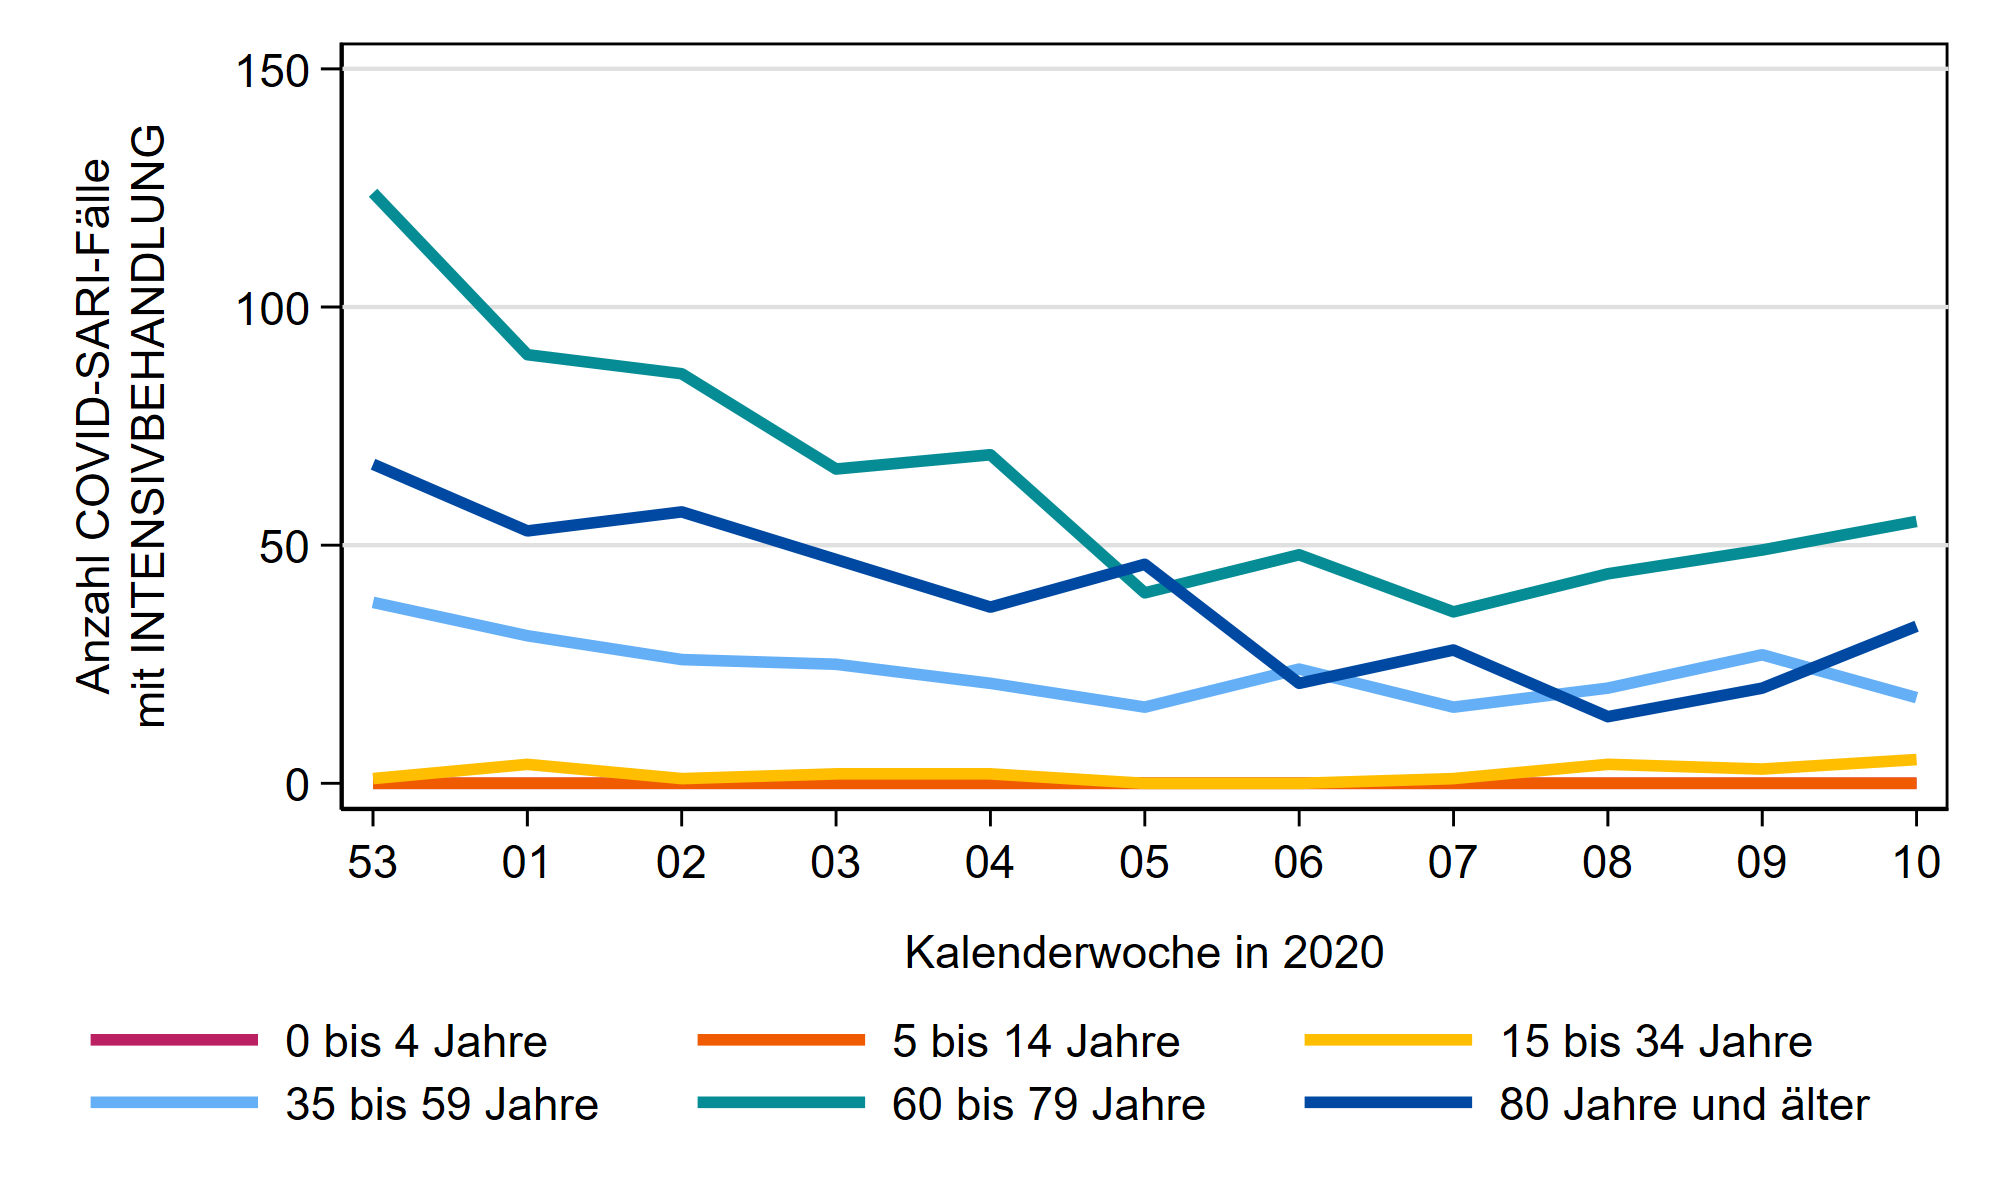 Anzahl COVID-SARI-Fälle
mit INTENSIVBEHANDLUNG
150
100
50
0
53 01 02 03 04 05 06 07 08 09 10
Kalenderwoche in 2020
0 bis 4 Jahre 5 bis 14 Jahre 15 bis 34 Jahre
35 bis 59 Jahre 60 bis 79 Jahre 80 Jahre und älter